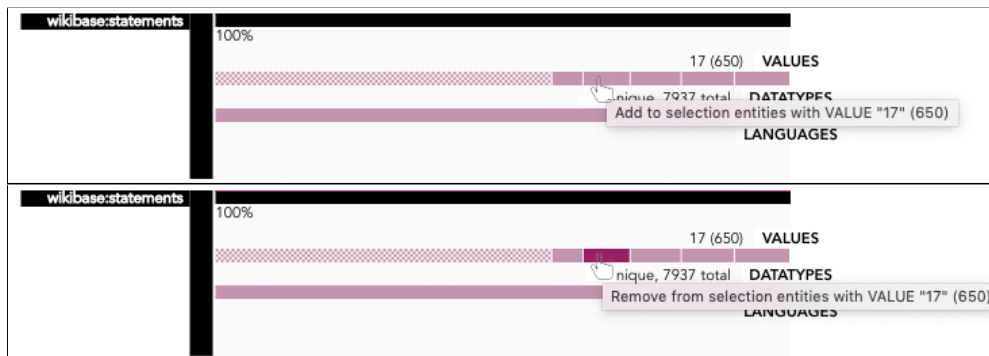 wikibase:statements
100%
17 (650) VALUES
nique, 7937 total DATATYPES
Add to selection entities with VALUE "17" (650)
LANGUAGES
wikibase:statements
100%
17 (650) VALUES
nique, 7937 total DATATYPES
Remove from selection entities with VALUE "17" (650)
LANGUAGES